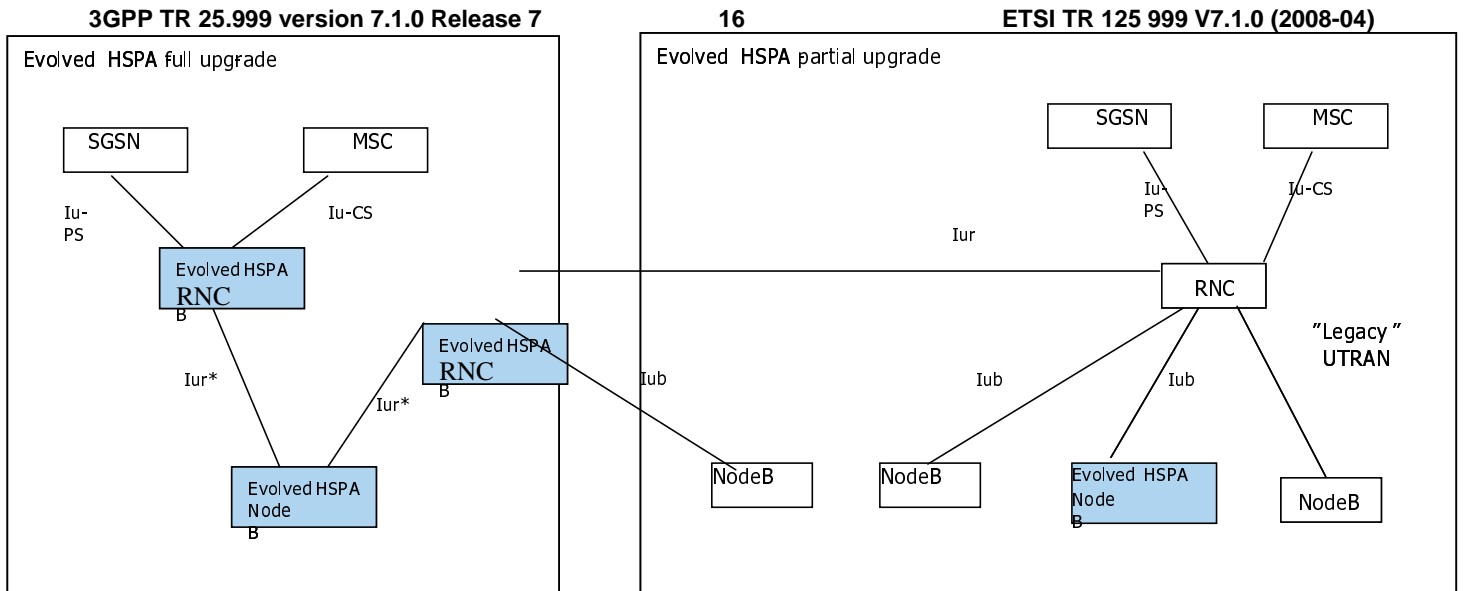 3GPP TR 25.999 version 7.1.0 Release 7 16 ETSI TR 125 999 V7.1.0 (2008-04)
Evolved HSPA full upgrade
SGSN
MSC
Iu-
PS
Iu-CS
Evolved HSPA
RNC
B
Evolved HSPA
RNC
B
Iur*
Iur*
Evolved HSPA
Node
B
Evolved HSPA partial upgrade
SGSN
MSC
Iu-
PS
Iu-CS
Iur
RNC
"Legacy"
UTRAN
Iub
Iub
Iub
NodeB
NodeB
Evolved HSPA
Node
B
NodeB